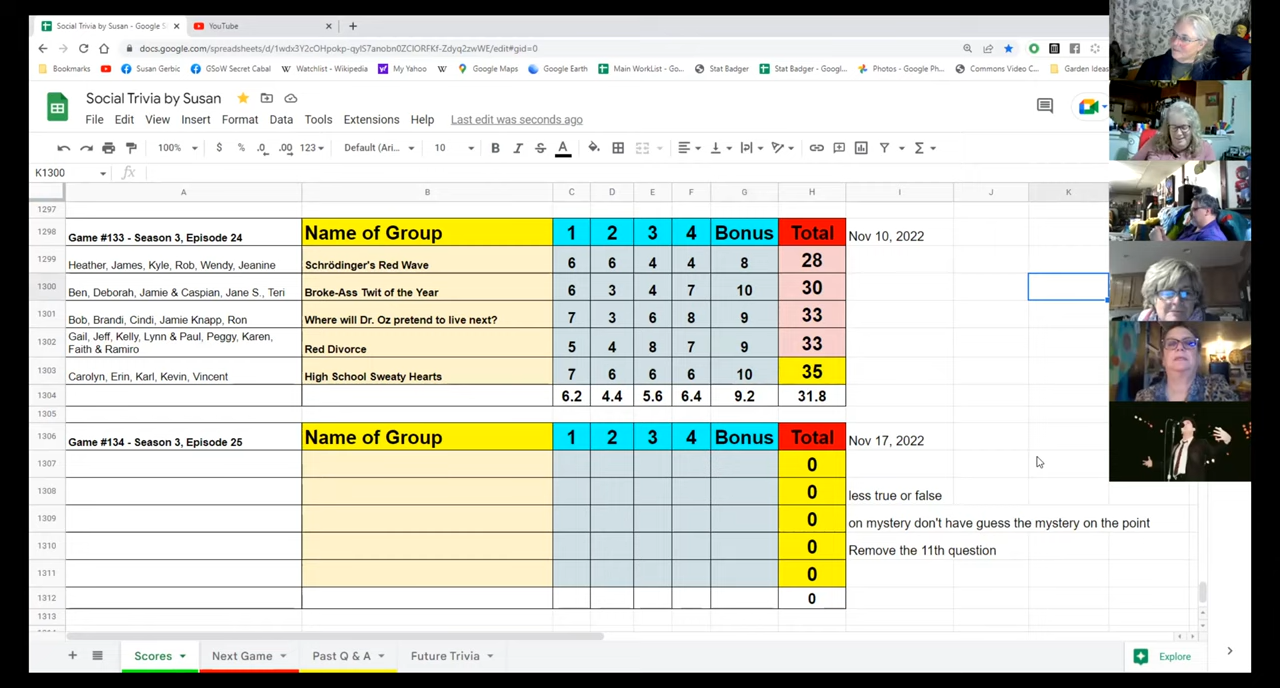 Social Trivia by Susan - Google S
YouTube
docs.google.com/spreadsheets/d/1wdx3Y2cOHpokp-qyIS7anobn0ZClORFKf-Zdyq2zwWE/edit#gid=0
Bookmarks Susan Gerbic GSoW Secret Cabal Watchlist - Wikipedia My Yahoo Google Maps Google Earth Main WorkList - Go... Stat Badger Stat Badger - Googl... Photos - Google Ph... Commons Video C... Garden Ideas
Social Trivia by Susan
File Edit View Insert Format Data Tools Extensions Help Last edit was seconds ago
100% $ % .0 .00 123 Default (Ari... 10 B I S A
K1300 fx
A B C D E F G H I J K
1297
1298 Game #133 - Season 3, Episode 24 Name of Group 1 2 3 4 Bonus Total Nov 10, 2022
1299 Heather, James, Kyle, Rob, Wendy, Jeanine Schrödinger's Red Wave 6 6 4 4 8 28
1300 Ben, Deborah, Jamie & Caspian, Jane S., Teri Broke-Ass Twit of the Year 6 3 4 7 10 30
1301 Bob, Brandi, Cindi, Jamie Knapp, Ron Where will Dr. Oz pretend to live next? 7 3 6 8 9 33
Gail, Jeff, Kelly, Lynn & Paul, Peggy, Karen,
1302 Faith & Ramiro Red Divorce 5 4 8 7 9 33
1303 Carolyn, Erin, Karl, Kevin, Vincent High School Sweaty Hearts 7 6 6 6 10 35
1304 6.2 4.4 5.6 6.4 9.2 31.8
1305
1306 Game #134 - Season 3, Episode 25 Name of Group 1 2 3 4 Bonus Total Nov 17, 2022
1307 0
1308 0 less true or false
1309 0 on mystery don't have guess the mystery on the point
1310 0 Remove the 11th question
1311 0
1312 0
1313
Scores Next Game Past Q & A Future Trivia Explore